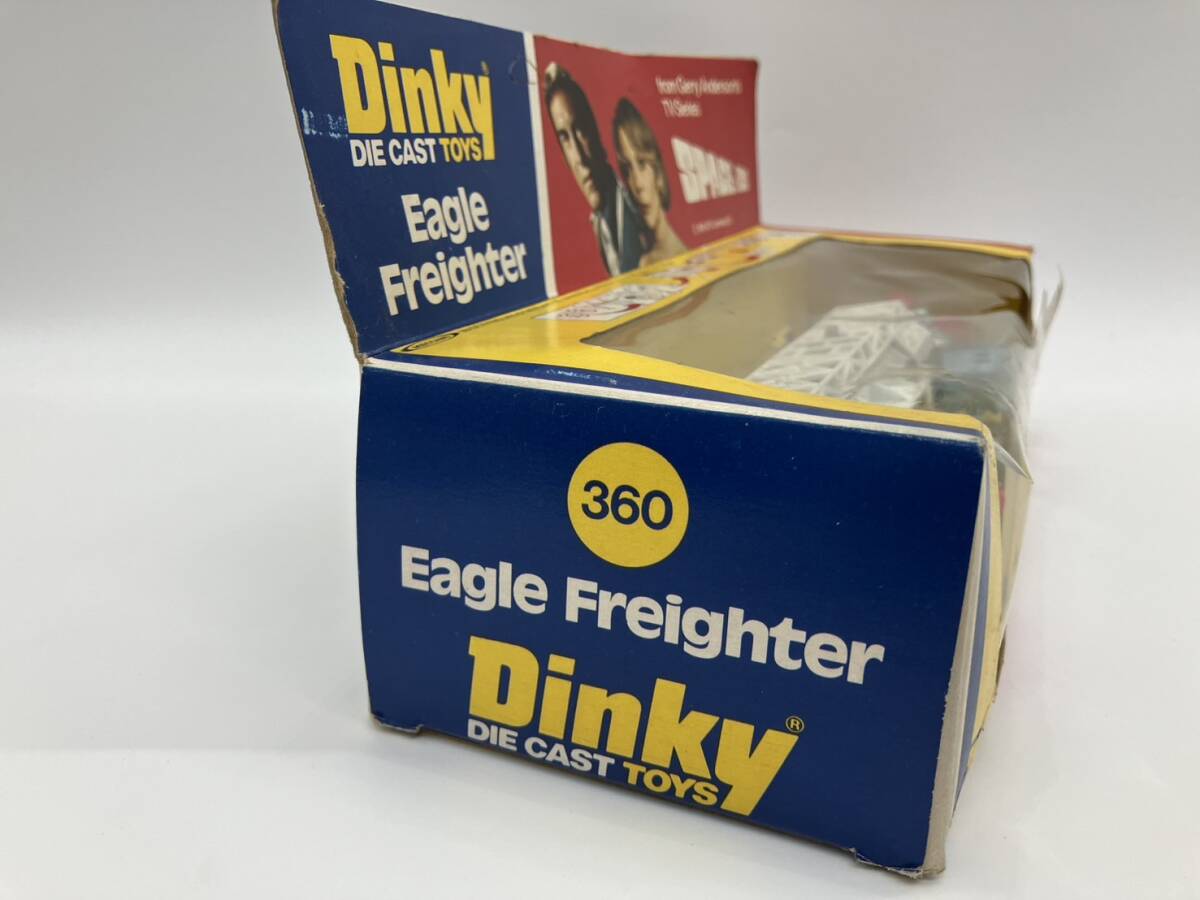 Dinky
DIE CAST TOYS
Eagle
Freighter
from Gerry Anderson's
TV Series
SPACE
360
Eagle Freighter
Dinky®
DIE CAST TOYS